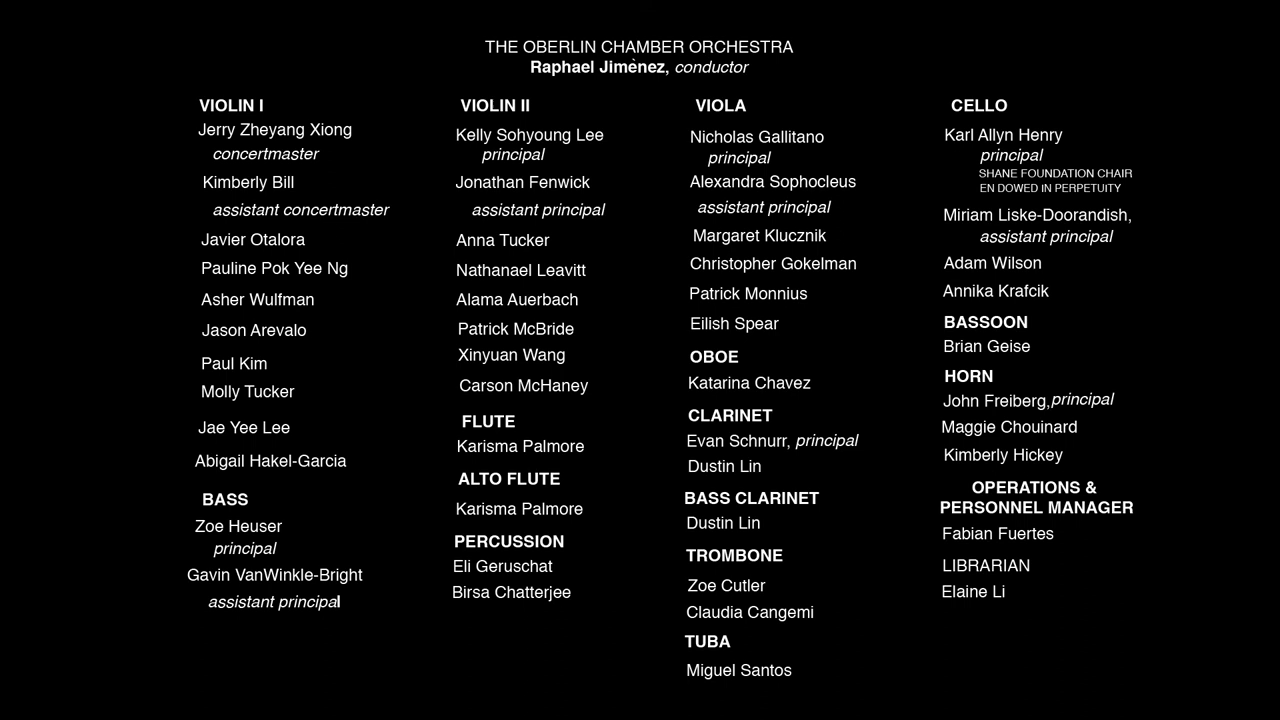 THE OBERLIN CHAMBER ORCHESTRA
Raphael Jimènez, conductor
VIOLIN I
Jerry Zheyang Xiong
concertmaster
Kimberly Bill
assistant concertmaster
Javier Otalora
Pauline Pok Yee Ng
Asher Wulfman
Jason Arevalo
Paul Kim
Molly Tucker
Jae Yee Lee
Abigail Hakel-Garcia
BASS
Zoe Heuser
principal
Gavin VanWinkle-Bright
assistant principal
VIOLIN II
Kelly Sohyoung Lee
principal
Jonathan Fenwick
assistant principal
Anna Tucker
Nathanael Leavitt
Alama Auerbach
Patrick McBride
Xinyuan Wang
Carson McHaney
FLUTE
Karisma Palmore
ALTO FLUTE
Karisma Palmore
PERCUSSION
Eli Geruschat
Birsa Chatterjee
VIOLA
Nicholas Gallitano
principal
Alexandra Sophocleus
assistant principal
Margaret Klucznik
Christopher Gokelman
Patrick Monnius
Eilish Spear
OBOE
Katarina Chavez
CLARINET
Evan Schnurr, principal
Dustin Lin
BASS CLARINET
Dustin Lin
TROMBONE
Zoe Cutler
Claudia Cangemi
TUBA
Miguel Santos
CELLO
Karl Allyn Henry
principal
SHANE FOUNDATION CHAIR
EN DOWED IN PERPETUITY
Miriam Liske-Doorandish,
assistant principal
Adam Wilson
Annika Krafcik
BASSOON
Brian Geise
HORN
John Freiberg,principal
Maggie Chouinard
Kimberly Hickey
OPERATIONS &
PERSONNEL MANAGER
Fabian Fuertes
LIBRARIAN
Elaine Li